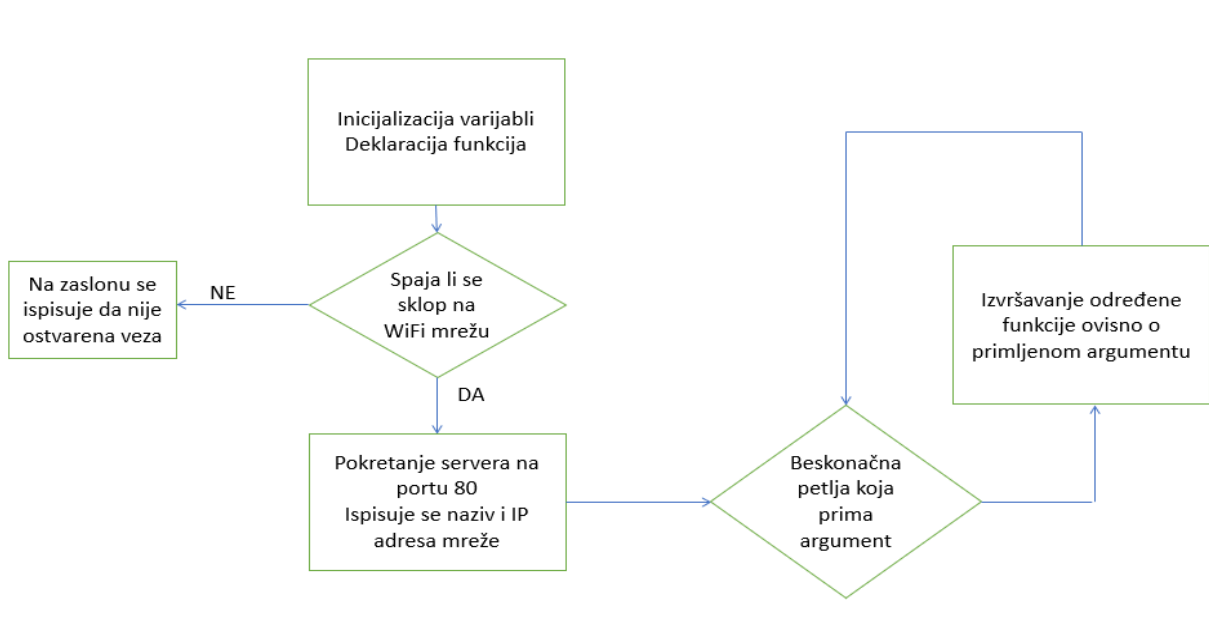 Inicijalizacija varijabli
Deklaracija funkcija
Spaja li se
sklop na
WiFi mrežu
NE
Na zaslonu se
ispisuje da nije
ostvarena veza
DA
Pokretanje servera na
portu 80
Ispisuje se naziv i IP
adresa mreže
Beskonačna
petlja koja
prima
argument
Izvršavanje određene
funkcije ovisno o
primljenom argumentu